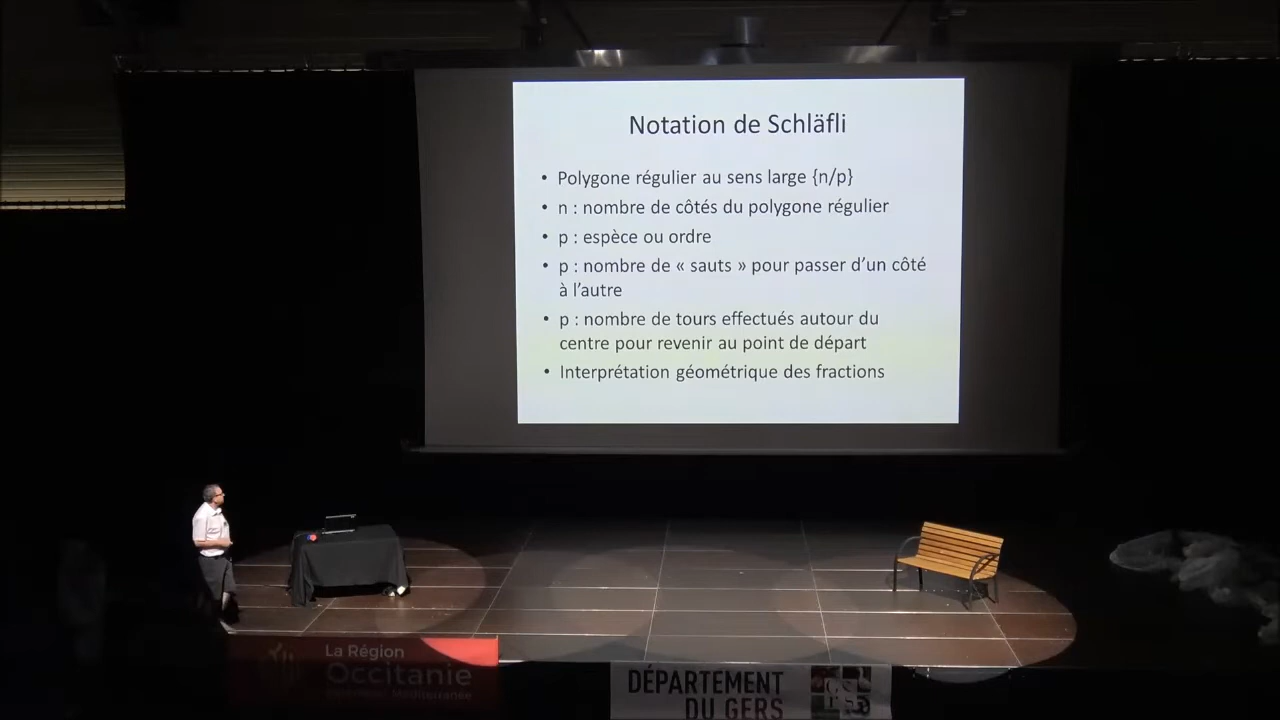 Notation de Schläfli
• Polygone régulier au sens large {n/p}
• n : nombre de côtés du polygone régulier
• p : espèce ou ordre
• p : nombre de « sauts » pour passer d’un côté
à l’autre
• p : nombre de tours effectués autour du
centre pour revenir au point de départ
• Interprétation géométrique des fractions
La Région
Occitanie
Pyrénées Méditerranée
DÉPARTEMENT
DU GERS